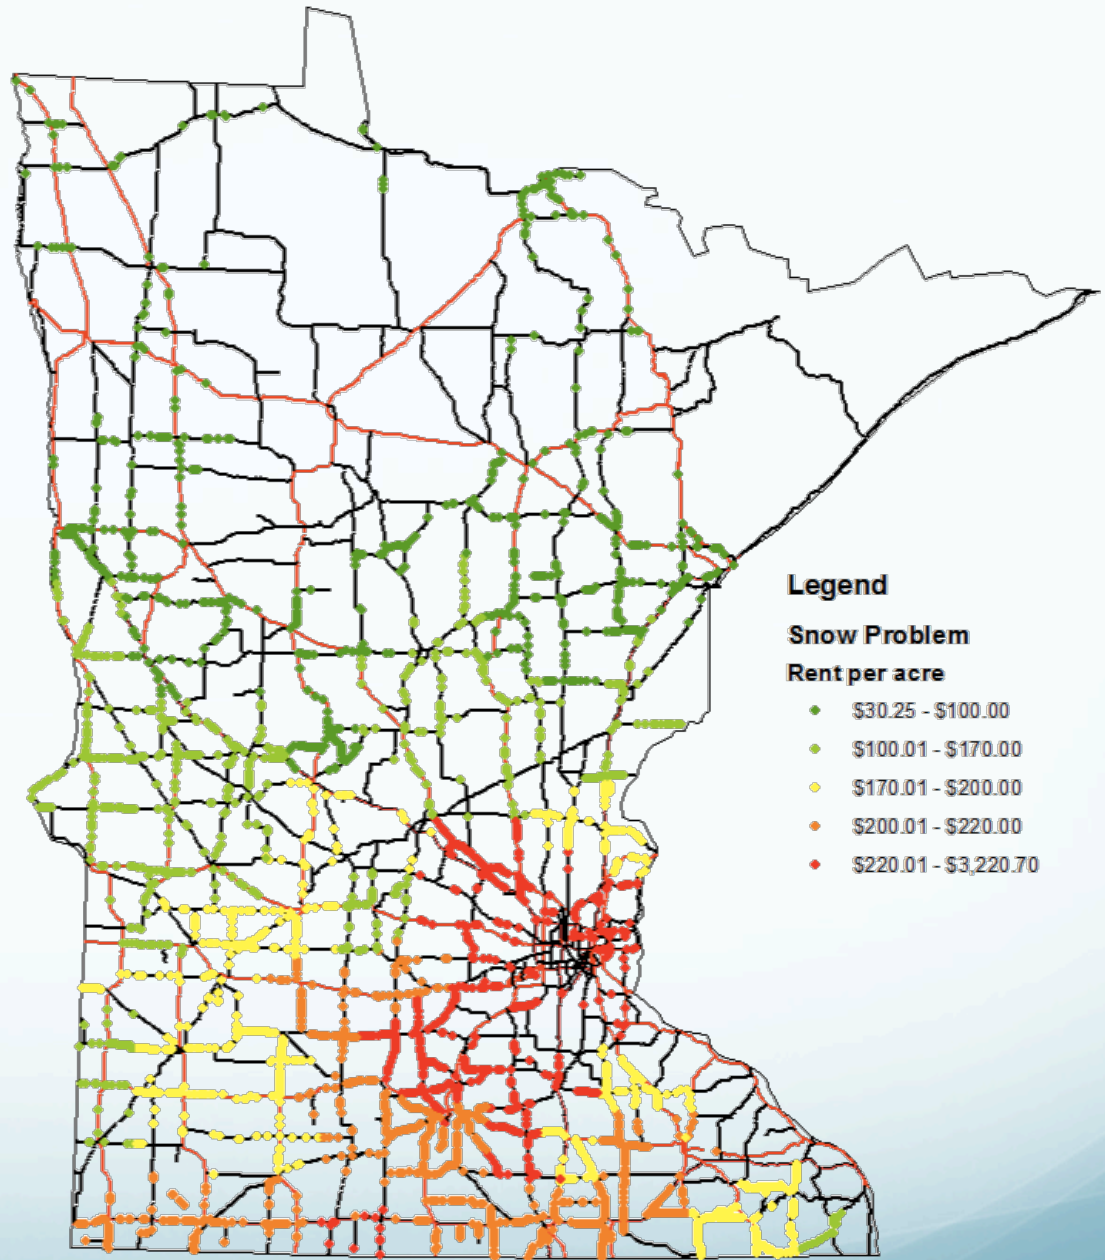 Legend
Snow Problem
Rent per acre
$30.25 - $100.00
$100.01 - $170.00
$170.01 - $200.00
$200.01 - $220.00
$220.01 - $3,220.70